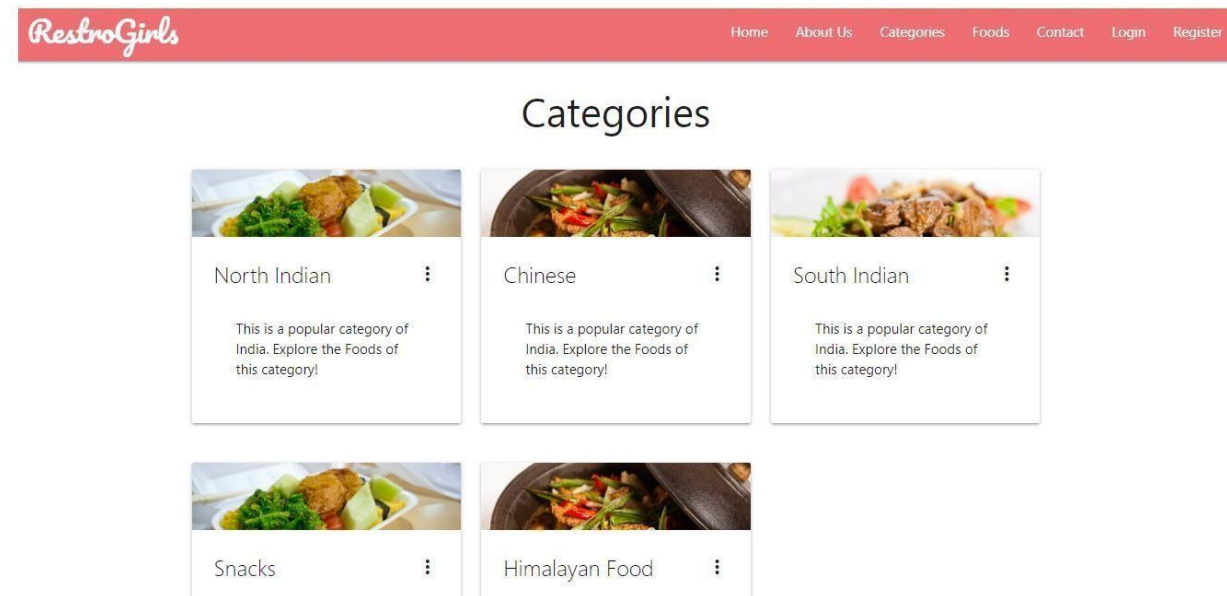 RestroGirls
Home About Us Categories Foods Contact Login Register
Categories
North Indian
This is a popular category of
India. Explore the Foods of
this category!
Chinese
This is a popular category of
India. Explore the Foods of
this category!
South Indian
This is a popular category of
India. Explore the Foods of
this category!
Snacks
Himalayan Food